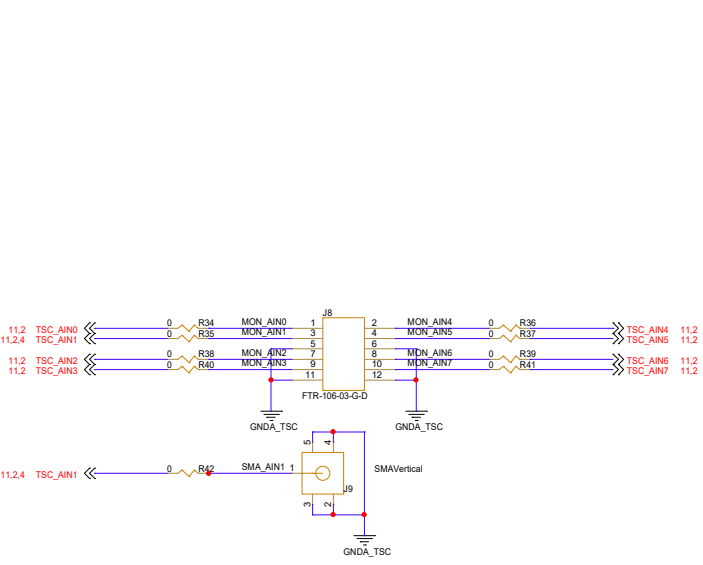 J8
0 R34 MON_AIN0 1 2 MON_AIN4 0 R36
11,2 TSC_AIN0 TSC_AIN4 11,2
0 R35 MON_AIN1 3 4 MON_AIN5 0 R37
11,2,4 TSC_AIN1 TSC_AIN5 11,2
5 6
0 R38 MON_AIN2 7 8 MON_AIN6 0 R39
11,2 TSC_AIN2 TSC_AIN6 11,2
0 R40 MON_AIN3 9 10 MON_AIN7 0 R41
11,2 TSC_AIN3 TSC_AIN7 11,2
11 12
FTR-106-03-G-D
GNDA_TSC GNDA_TSC
5 4
0 R42 SMA_AIN1 1 SMAVertical
11,2,4 TSC_AIN1
J9
3 2
GNDA_TSC